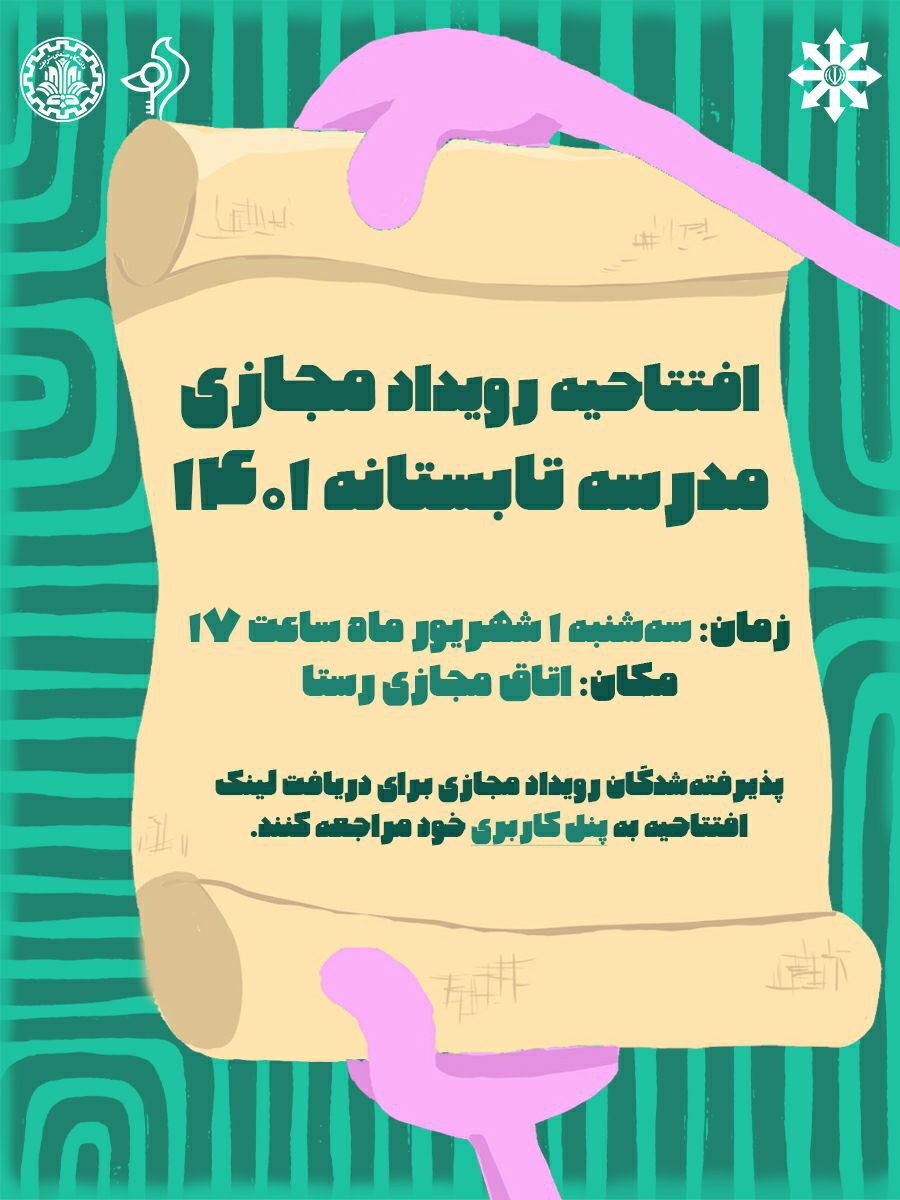 افتتاحیه رویداد مجازی
مدرسه تابستانه ۱۴۰۱
زمان: سه‌شنبه ۱ شهریور ماه ساعت ۱۷
مکان: اتاق مجازی رستا
پذیرفته‌شدگان رویداد مجازی برای دریافت لینک
افتتاحیه به پنل کاربری خود مراجعه کنند.